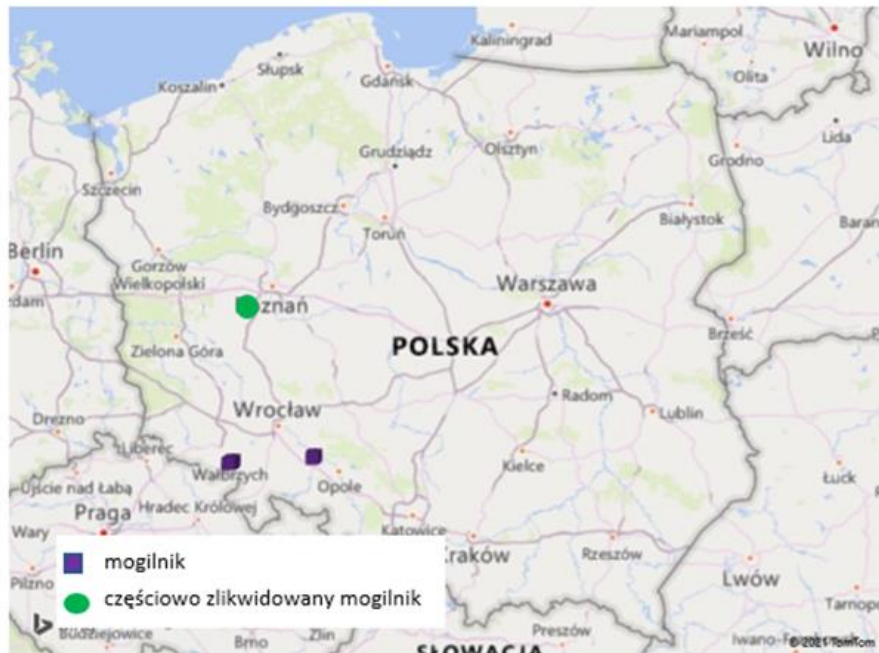 Kaliningrad
Mariampol
Wilno
Słupsk
Koszalin
Gdańsk
Olita
Lida
Grudziądz
Olsztyn
Grodno
Szczecin
Bydgoszcz
Białystok
Baran
Toruń
Berlin
Gorzów
Wielkopolski
Warszawa
zdam
znań
Brześć
POLSKA
Zielona Góra
Radom
Wrocław
Lublin
Drezno
Liberec
Wałbrzych
Kielce
Łuck
Ujście nad Łabą
Opole
Hradec Králowej
Praga
Katowice
Wary
Kraków
Rzeszów
mogilnik
Lwów
Pilzno
częściowo zlikwidowany mogilnik
Tarnopo
Budziejowice
Brno
Zlin
Preszów
SŁOWACJA
Iwano-Frankiwsk
© 2021 TomTom